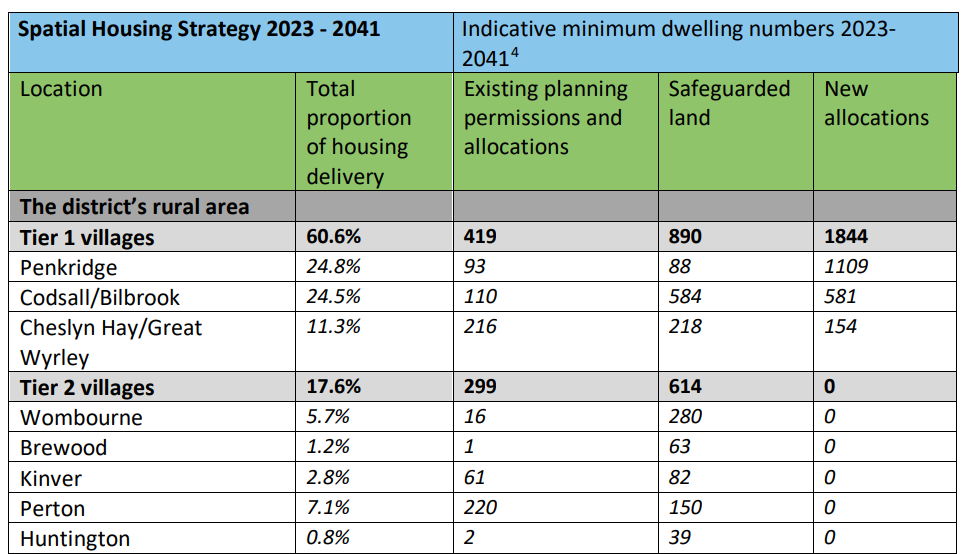 Spatial Housing Strategy 2023 - 2041 Indicative minimum dwelling numbers 2023-
2041⁴
Location Total Existing planning Safeguarded New
proportion permissions and land allocations
of housing allocations
delivery
The district's rural area
Tier 1 villages 60.6% 419 890 1844
Penkridge 24.8% 93 88 1109
Codsall/Bilbrook 24.5% 110 584 581
Cheslyn Hay/Great 11.3% 216 218 154
Wyrley
Tier 2 villages 17.6% 299 614 0
Wombourne 5.7% 16 280 0
Brewood 1.2% 1 63 0
Kinver 2.8% 61 82 0
Perton 7.1% 220 150 0
Huntington 0.8% 2 39 0